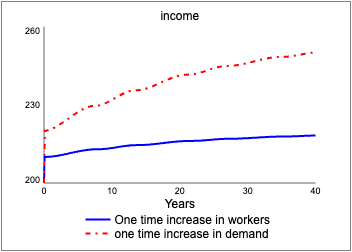 income
260
230
200
0 10 20 30 40
Years
One time increase in workers
one time increase in demand